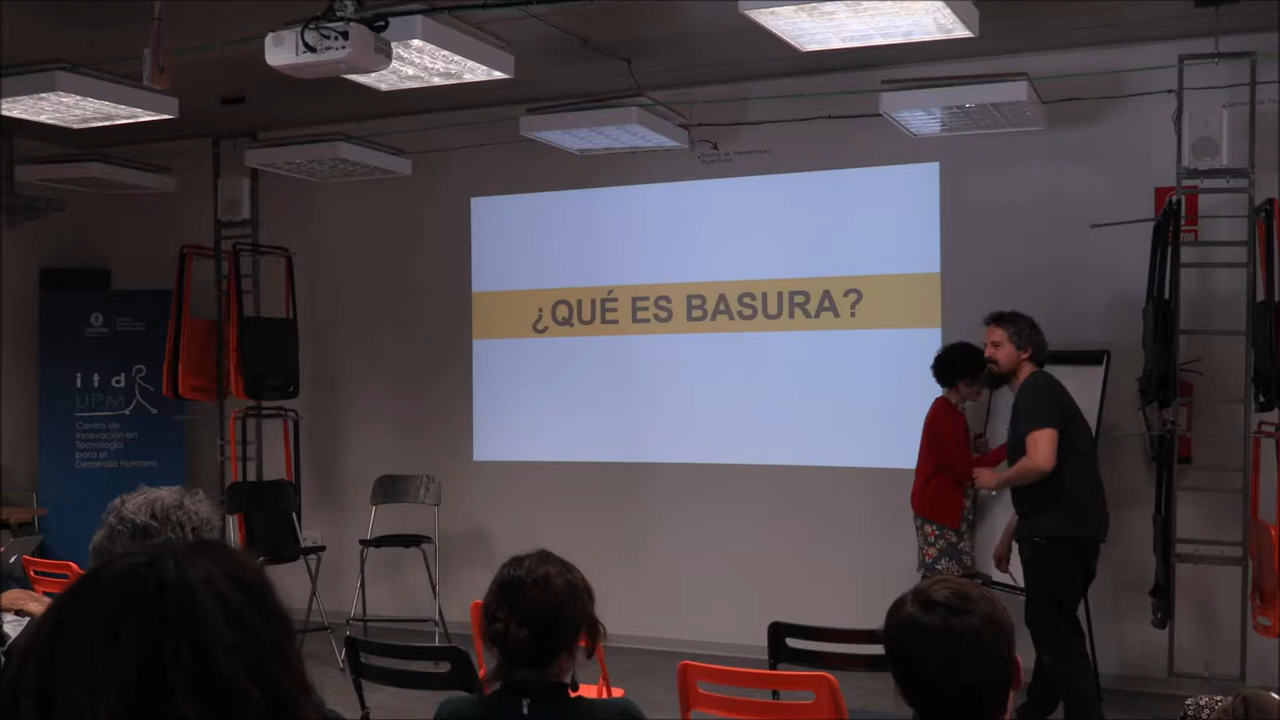 ¿QUÉ ES BASURA?
itd
UPM
Centro de
Innovación en
Tecnología
para el
Desarrollo Humano